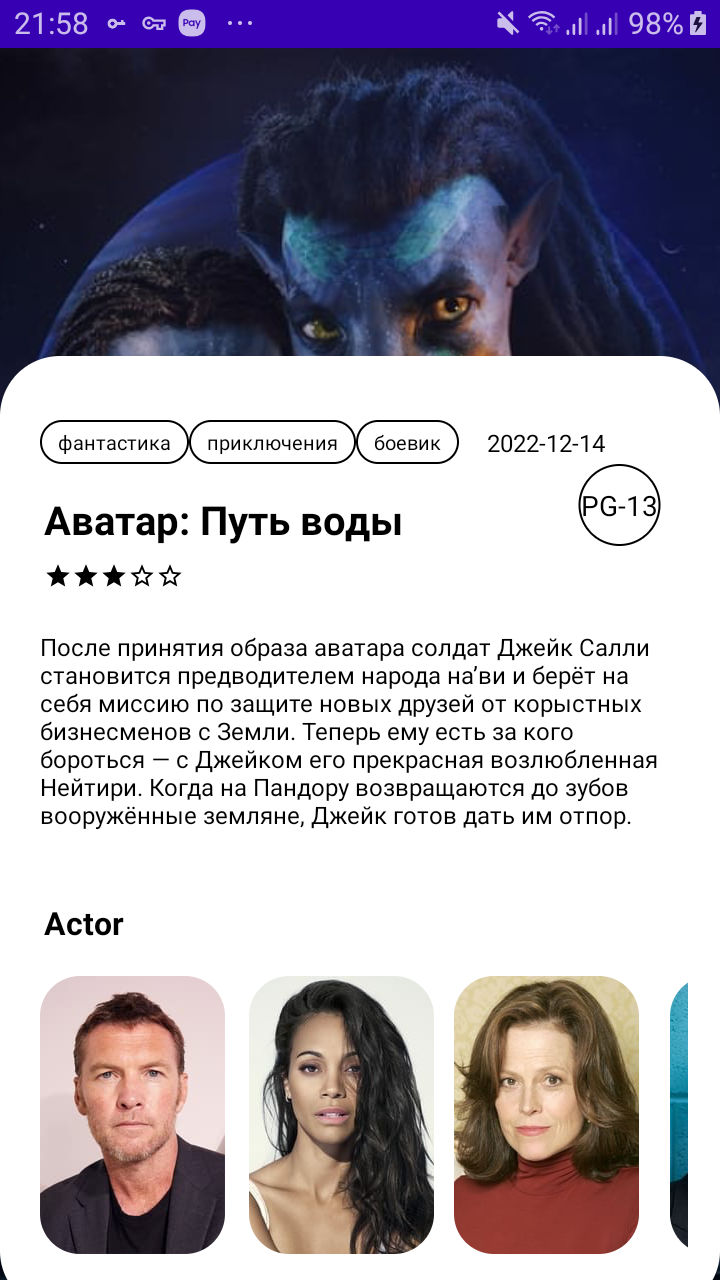 21:58 Pay 98%
фантастика приключения боевик 2022-12-14
PG-13
Аватар: Путь воды
После принятия образа аватара солдат Джейк Салли
становится предводителем народа на’ви и берёт на
себя миссию по защите новых друзей от корыстных
бизнесменов с Земли. Теперь ему есть за кого
бороться — с Джейком его прекрасная возлюбленная
Нейтири. Когда на Пандору возвращаются до зубов
вооружённые земляне, Джейк готов дать им отпор.
Actor